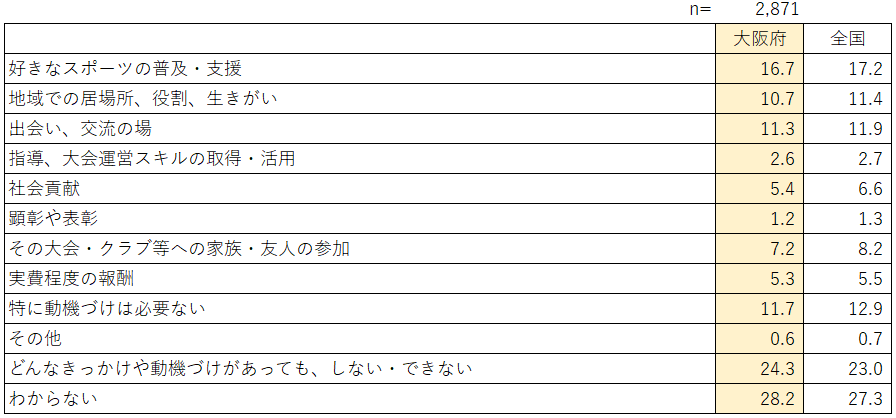 n= 2,871
大阪府 全国
好きなスポーツの普及・支援 16.7 17.2
地域での居場所、役割、生きがい 10.7 11.4
出会い、交流の場 11.3 11.9
指導、大会運営スキルの取得・活用 2.6 2.7
社会貢献 5.4 6.6
顕彰や表彰 1.2 1.3
その大会・クラブ等への家族・友人の参加 7.2 8.2
実費程度の報酬 5.3 5.5
特に動機づけは必要ない 11.7 12.9
その他 0.6 0.7
どんなきっかけや動機づけがあっても、しない・できない 24.3 23.0
わからない 28.2 27.3